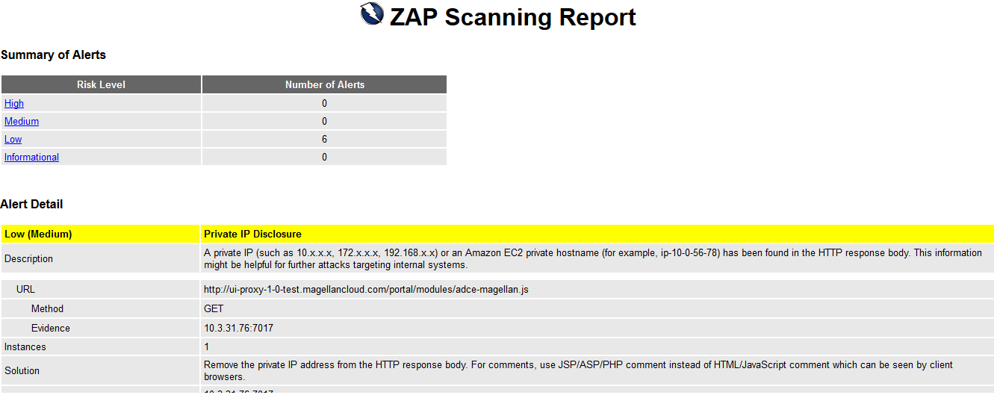 ZAP Scanning Report
Summary of Alerts
Risk Level Number of Alerts
High 0
Medium 0
Low 6
Informational 0
Alert Detail
Low (Medium) Private IP Disclosure
Description A private IP (such as 10.x.x.x, 172.x.x.x, 192.168.x.x) or an Amazon EC2 private hostname (for example, ip-10-0-56-78) has been found in the HTTP response body. This information
might be helpful for further attacks targeting internal systems.
URL http://ui-proxy-1-0-test.magellancloud.com/portal/modules/adce-magellan.js
Method GET
Evidence 10.3.31.76:7017
Instances 1
Solution Remove the private IP address from the HTTP response body. For comments, use JSP/ASP/PHP comment instead of HTML/JavaScript comment which can be seen by client
browsers.